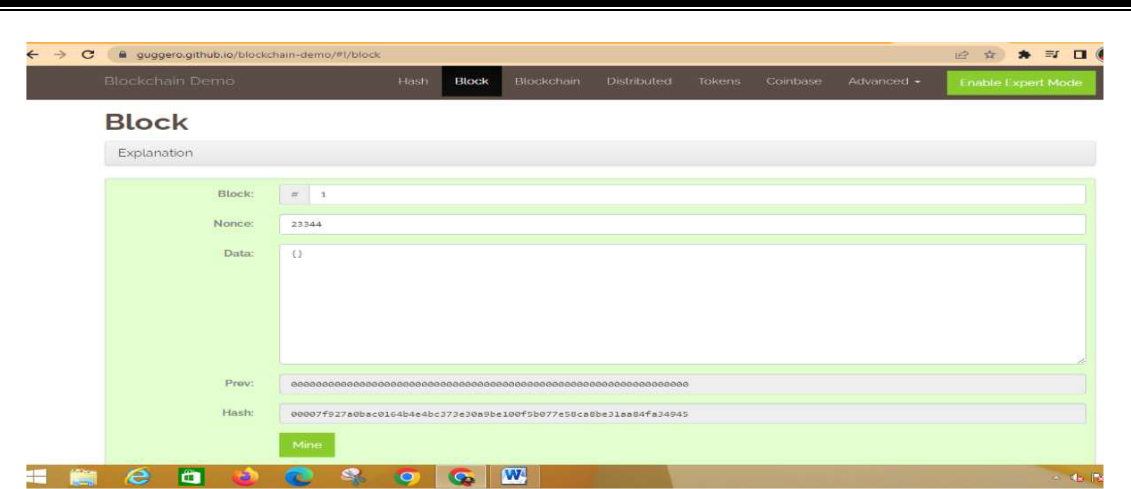 guggero.github.io/blockchain-demo/#!/block
Blockchain Demo Hash Block Blockchain Distributed Tokens Coinbase Advanced Enable Expert Mode
Block
Explanation
Block: # 1
Nonce: 23344
Data: {}
Prev: 0000000000000000000000000000000000000000000000000000000000000000
Hash: 00007f927a0bac0164b4e4bc373e30a9be100f5b077e58ca8be31aa84fa34945
Mine